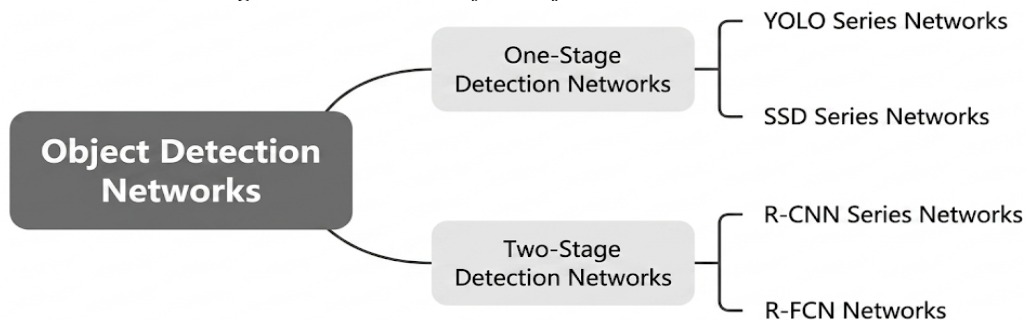 One-Stage
Detection Networks
YOLO Series Networks
SSD Series Networks
Object Detection
Networks
Two-Stage
Detection Networks
R-CNN Series Networks
R-FCN Networks